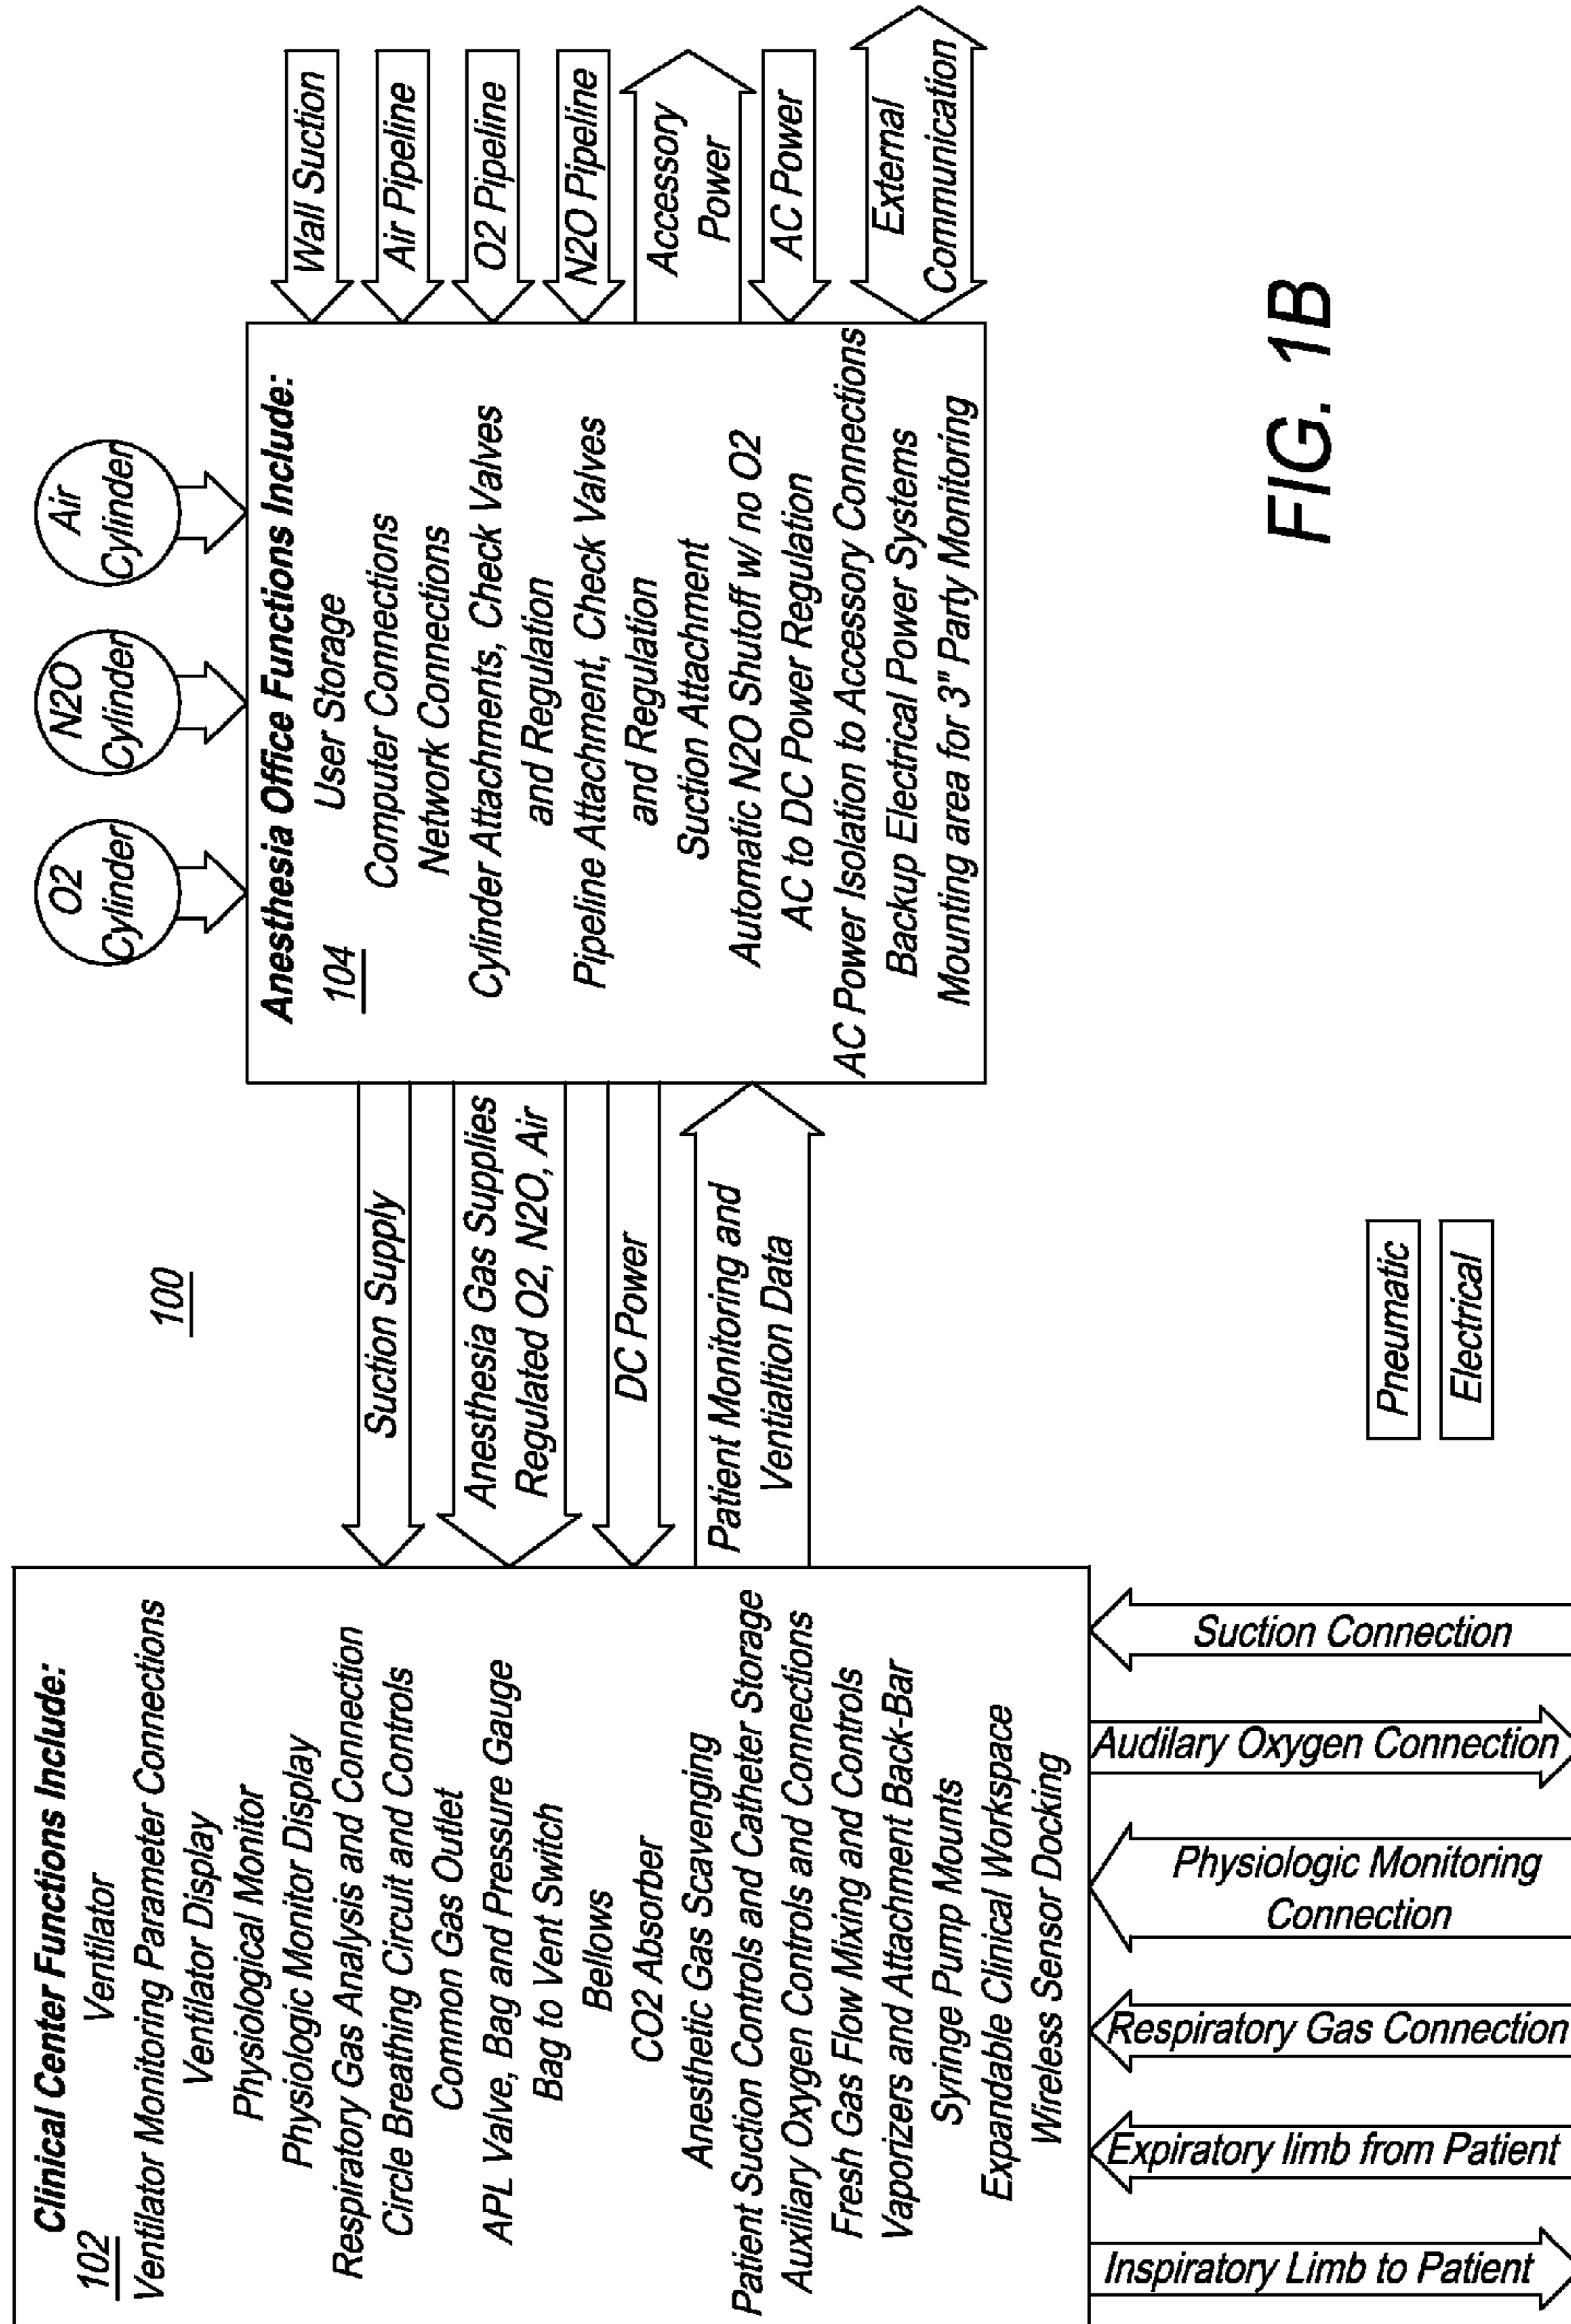 100
Clinical Center Functions Include:
102
Ventilator
Ventilator Monitoring Parameter Connections
Ventilator Display
Physiological Monitor
Physiologic Monitor Display
Respiratory Gas Analysis and Connection
Circle Breathing Circuit and Controls
Common Gas Outlet
APL Valve, Bag and Pressure Gauge
Bag to Vent Switch
Bellows
CO2 Absorber
Anesthetic Gas Scavenging
Patient Suction Controls and Catheter Storage
Auxiliary Oxygen Controls and Connections
Fresh Gas Flow Mixing and Controls
Vaporizers and Attachment Back-Bar
Syringe Pump Mounts
Expandable Clinical Workspace
Wireless Sensor Docking
Suction Supply
Anesthesia Gas Supplies
Regulated O2, N2O, Air
DC Power
Patient Monitoring and
Ventialtion Data
O2
Cylinder
N2O
Cylinder
Air
Cylinder
Anesthesia Office Functions Include:
104
User Storage
Computer Connections
Network Connections
Cylinder Attachments, Check Valves
and Regulation
Pipeline Attachment, Check Valves
and Regulation
Suction Attachment
Automatic N2O Shutoff w/ no O2
AC to DC Power Regulation
AC Power Isolation to Accessory Connections
Backup Electrical Power Systems
Mounting area for 3" Party Monitoring
Wall Suction
Air Pipeline
O2 Pipeline
N2O Pipeline
Accessory
Power
AC Power
External
Communication
Inspiratory Limb to Patient
Expiratory limb from Patient
Respiratory Gas Connection
Physiologic Monitoring
Connection
Audilary Oxygen Connection
Suction Connection
Pneumatic
Electrical
FIG. 1B